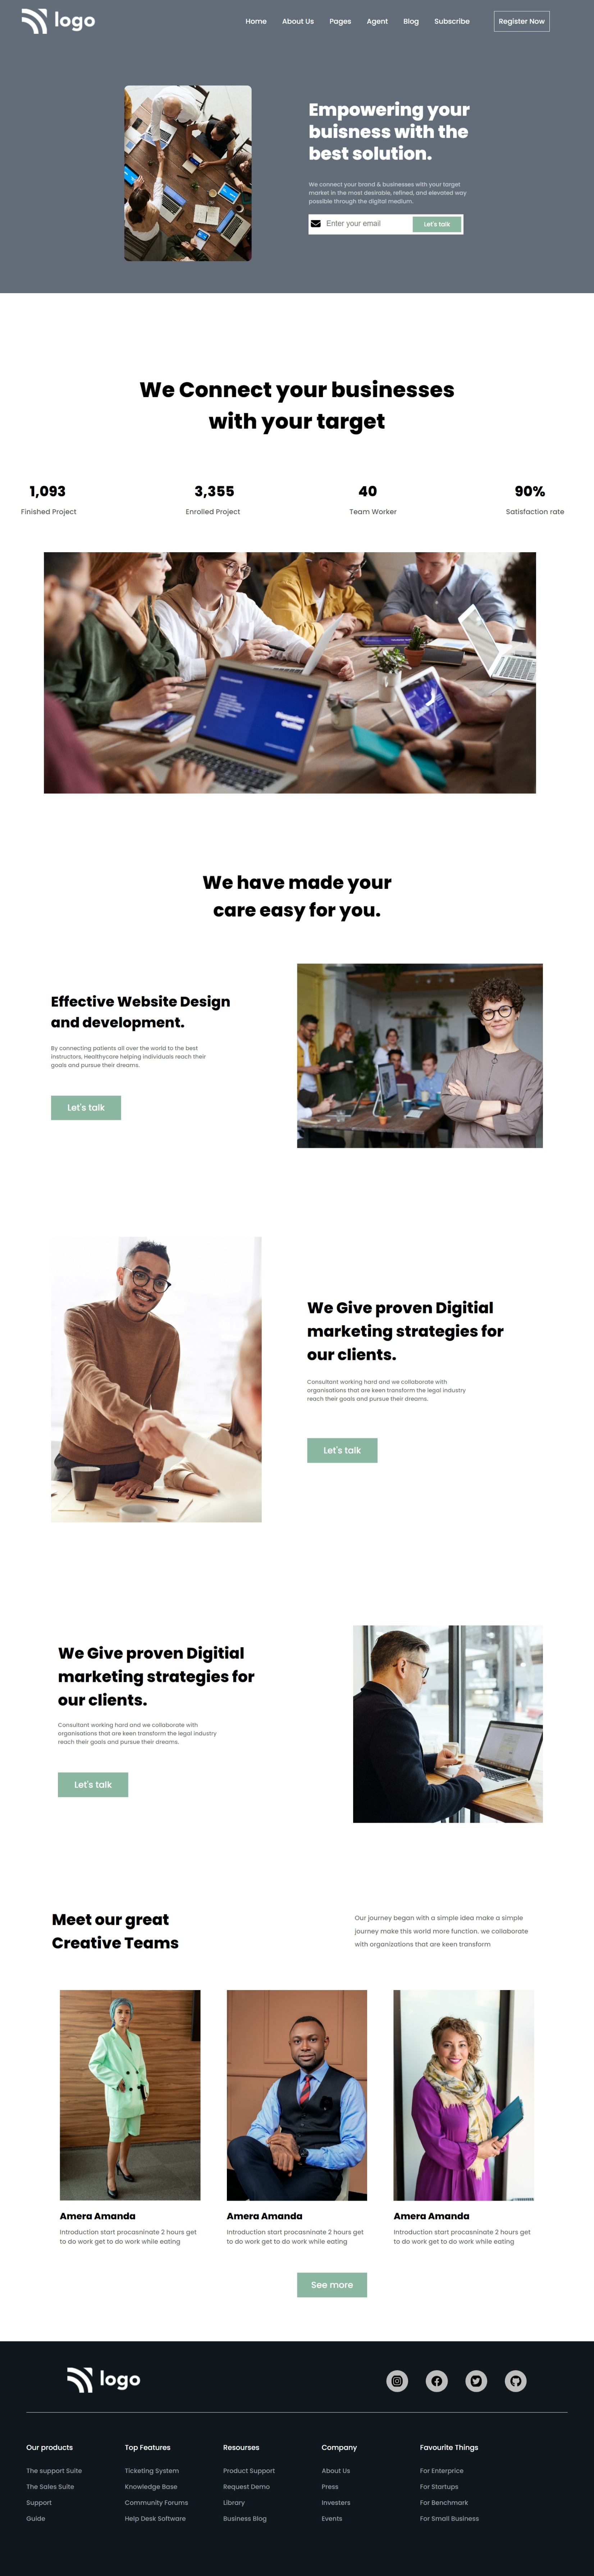 logo
Home About Us Pages Agent Blog Subscribe Register Now
Empowering your
buisness with the
best solution.
We connect your brand & businesses with your target
market in the most desirable, refined, and elevated way
possible through the digital medium.
Enter your email Let's talk
We Connect your businesses
with your target
1,093 3,355 40 90%
Finished Project Enrolled Project Team Worker Satisfaction rate
We have made your
care easy for you.
Effective Website Design
and development.
By connecting patients all over the world to the best
instructors, Healthycare helping individuals reach their
goals and pursue their dreams.
Let's talk
We Give proven Digitial
marketing strategies for
our clients.
Consultant working hard and we collaborate with
organisations that are keen transform the legal industry
reach their goals and pursue their dreams.
Let's talk
We Give proven Digitial
marketing strategies for
our clients.
Consultant working hard and we collaborate with
organisations that are keen transform the legal industry
reach their goals and pursue their dreams.
Let's talk
Meet our great
Creative Teams
Our journey began with a simple idea make a simple
journey make this world more function. we collaborate
with organizations that are keen transform
Amera Amanda
Introduction start procasninate 2 hours get
to do work get to do work while eating
Amera Amanda
Introduction start procasninate 2 hours get
to do work get to do work while eating
Amera Amanda
Introduction start procasninate 2 hours get
to do work get to do work while eating
See more
logo
Our products
The support Suite
The Sales Suite
Support
Guide
Top Features
Ticketing System
Knowledge Base
Community Forums
Help Desk Software
Resourses
Product Support
Request Demo
Library
Business Blog
Company
About Us
Press
Investers
Events
Favourite Things
For Enterprice
For Startups
For Benchmark
For Small Business